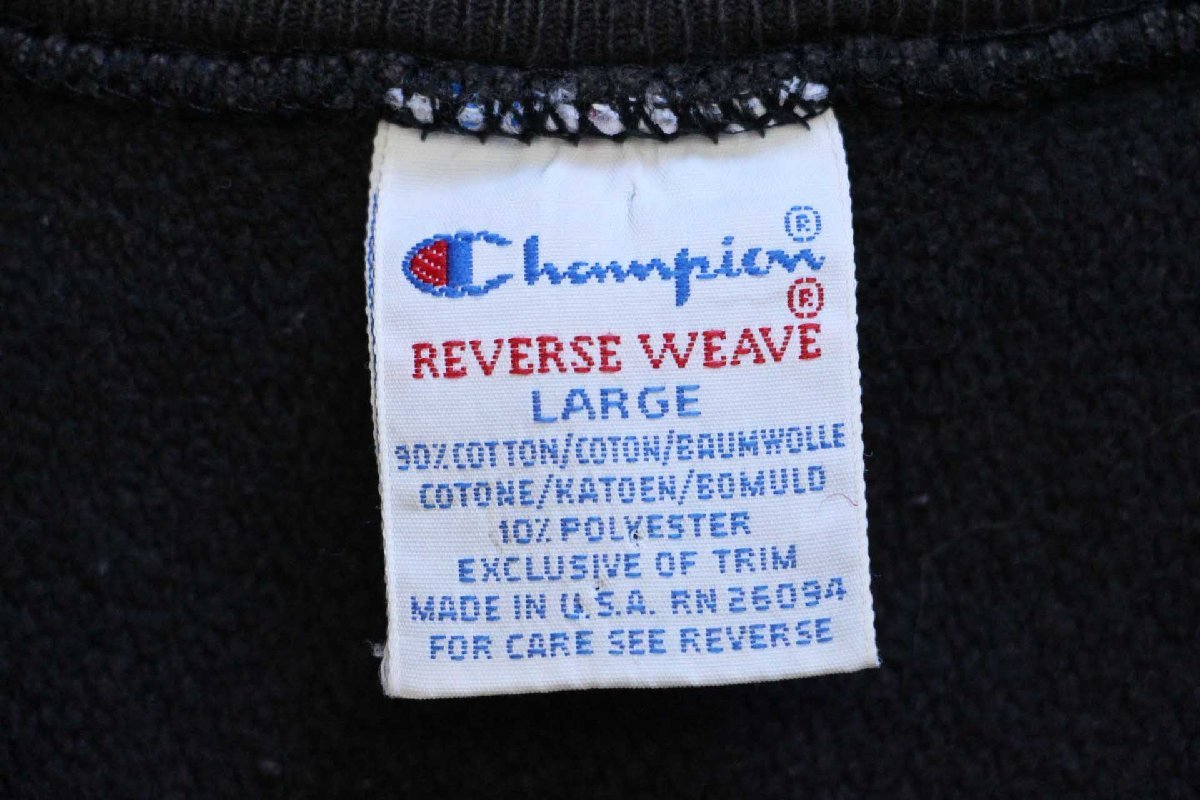 Champion®
REVERSE WEAVE®
LARGE
90% COTTON/COTON/BAUMWOLLE
COTONE/KATOEN/BOMULD
10% POLYESTER
EXCLUSIVE OF TRIM
MADE IN U.S.A. RN 26094
FOR CARE SEE REVERSE